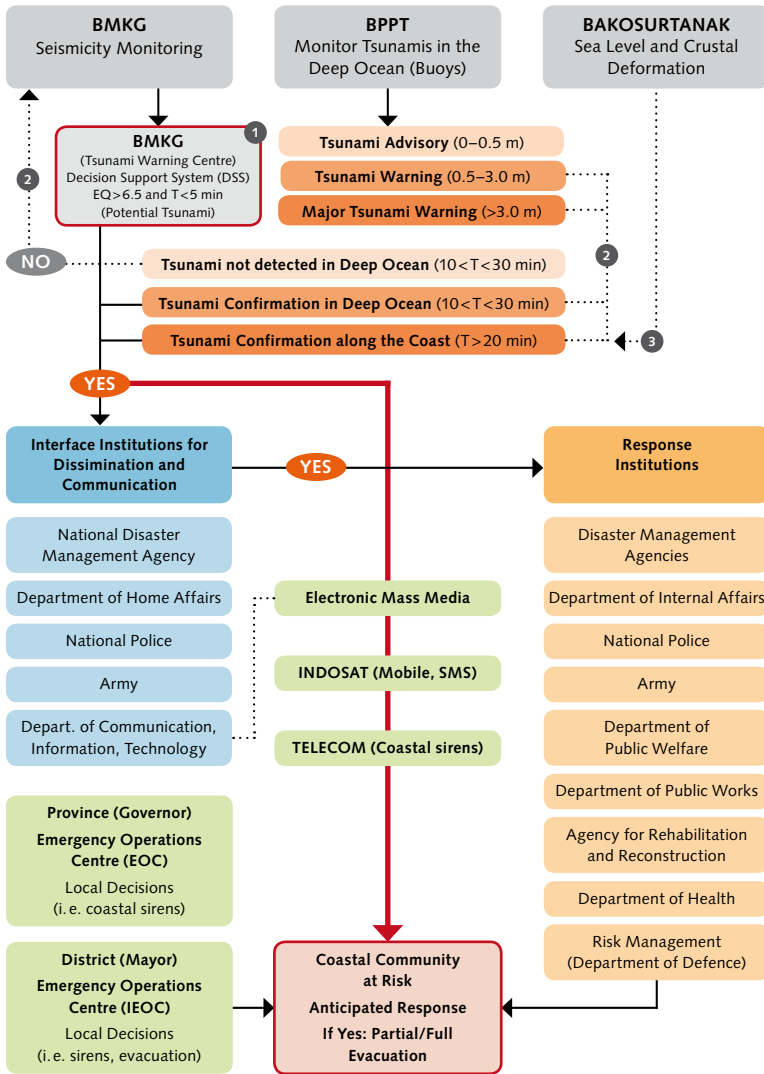 BMKG
Seismicity Monitoring
BPPT
Monitor Tsunamis in the
Deep Ocean (Buoys)
BAKOSURTANAK
Sea Level and Crustal
Deformation
1
BMKG
(Tsunami Warning Centre)
Decision Support System (DSS)
EQ>6.5 and T<5 min
(Potential Tsunami)
2
Tsunami Advisory (0–0.5 m)
Tsunami Warning (0.5–3.0 m)
Major Tsunami Warning (>3.0 m)
2
NO
Tsunami not detected in Deep Ocean (10<T<30 min)
Tsunami Confirmation in Deep Ocean (10<T<30 min)
Tsunami Confirmation along the Coast (T>20 min)
3
YES
Interface Institutions for
Dissimination and
Communication
YES
Response
Institutions
National Disaster
Management Agency
Department of Home Affairs
National Police
Army
Depart. of Communication,
Information, Technology
Electronic Mass Media
INDOSAT (Mobile, SMS)
TELECOM (Coastal sirens)
Disaster Management
Agencies
Department of Internal Affairs
National Police
Army
Department of
Public Welfare
Department of Public Works
Agency for Rehabilitation
and Reconstruction
Department of Health
Risk Management
(Department of Defence)
Province (Governor)
Emergency Operations
Centre (EOC)
Local Decisions
(i.e. coastal sirens)
District (Mayor)
Emergency Operations
Centre (IEOC)
Local Decisions
(i.e. sirens, evacuation)
Coastal Community
at Risk
Anticipated Response
If Yes: Partial/Full
Evacuation